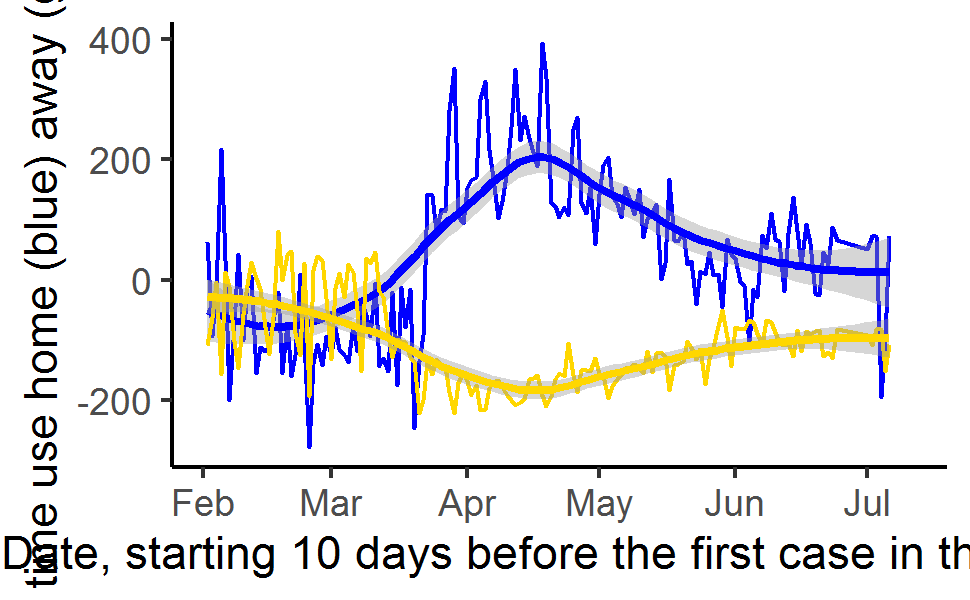 time use home (blue) away (g
400
200
0
-200
Feb Mar Apr May Jun Jul
Date, starting 10 days before the first case in th